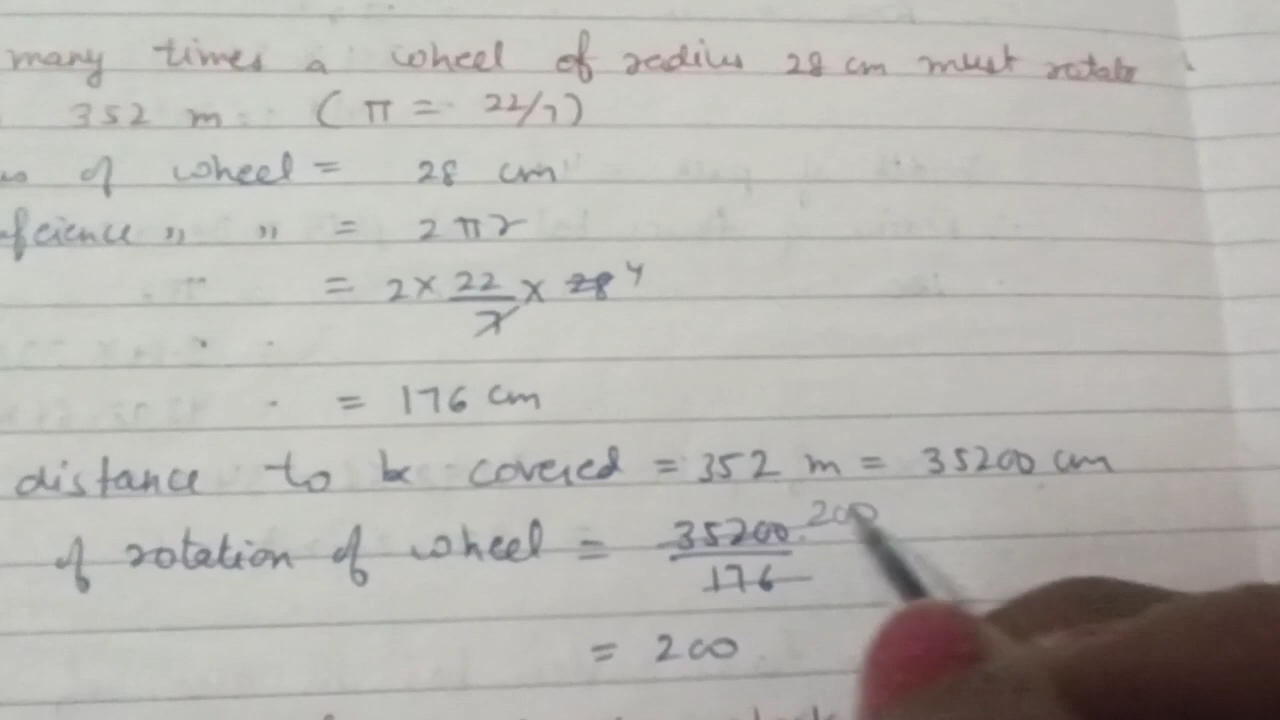 many times a wheel of radius 28 cm must rotate
352 m. (π = 22/7)
of wheel = 28 cm
" " = 2πr
" = 2 × 22/7 × 28 4
= 176 cm
distance to be covered = 352 m = 35200 cm
of rotation of wheel = 35200/176 200
= 200